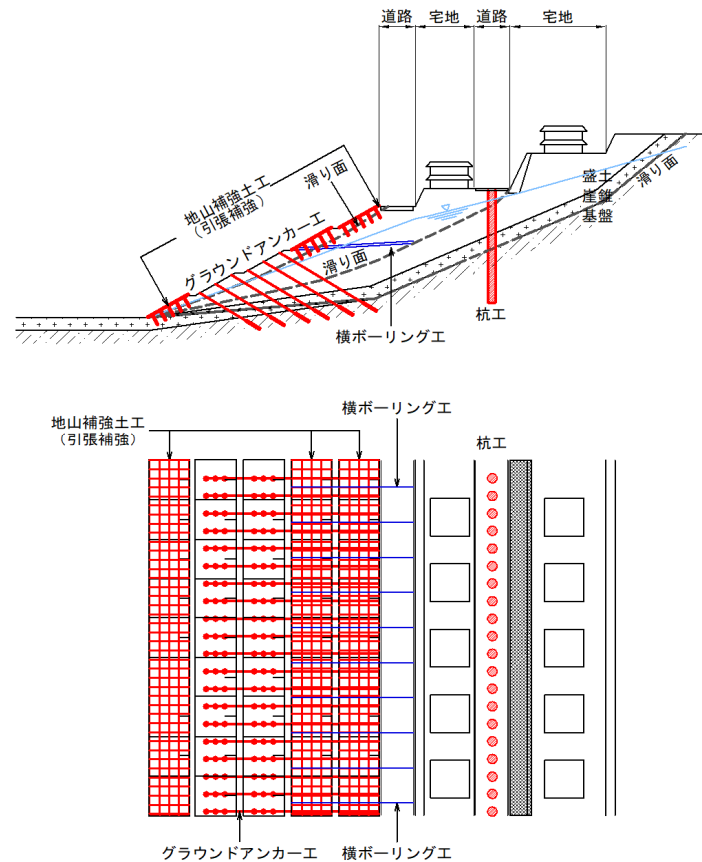 道路 宅地 道路 宅地
地山補強土工
(引張補強)
滑り面
グラウンドアンカー工
滑り面
盛土
崖錐
基盤
滑り面
杭工
横ボーリング工
横ボーリング工
地山補強土工
(引張補強)
杭工
グラウンドアンカー工 横ボーリング工